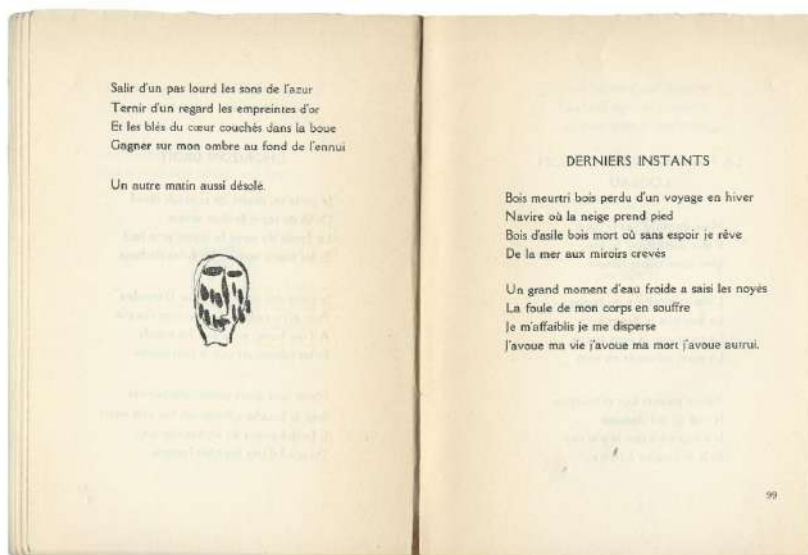 Salir d'un pas lourd les sons de l'azur
Ternir d'un regard les empreintes d'or
Et les blés du cœur couchés dans la boue
Gagner sur mon ombre au fond de l'ennui
Un autre matin aussi désolé.
DERNIERS INSTANTS
Bois meurtri bois perdu d'un voyage en hiver
Navire où la neige prend pied
Bois d'asile bois mort où sans espoir je rêve
De la mer aux miroirs crevés
Un grand moment d'eau froide a saisi les noyés
La foule de mon corps en souffre
Je m'affaiblis je me disperse
J'avoue ma vie j'avoue ma mort j'avoue autrui.
99